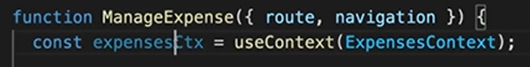 function ManageExpense({ route, navigation }) {
const expensesCtx = useContext(ExpensesContext);